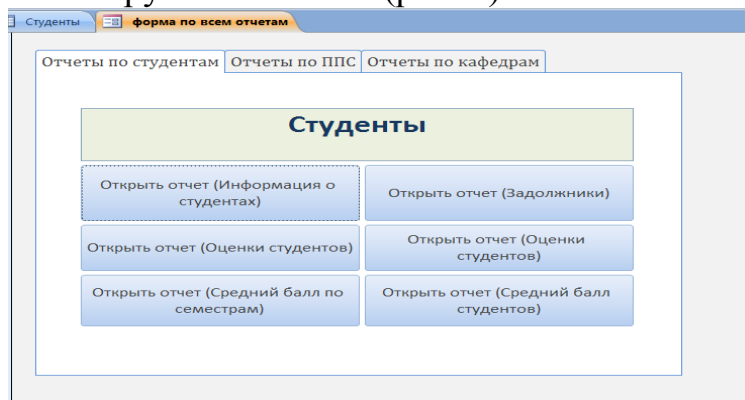 Студенты форма по всем отчетам
Отчеты по студентам Отчеты по ППС Отчеты по кафедрам
Студенты
Открыть отчет (Информация о
студентах)
Открыть отчет (Задолжники)
Открыть отчет (Оценки студентов)
Открыть отчет (Оценки
студентов)
Открыть отчет (Средний балл по
семестрам)
Открыть отчет (Средний балл
студентов)